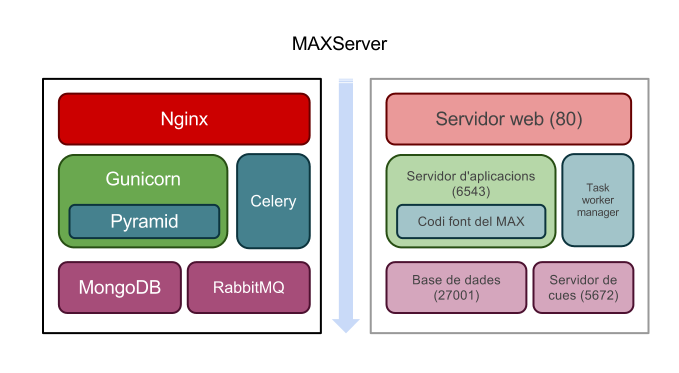 MAXServer
Nginx
Gunicorn
Pyramid
Celery
MongoDB
RabbitMQ
Servidor web (80)
Servidor d'aplicacions
(6543)
Codi font del MAX
Task
worker
manager
Base de dades
(27001)
Servidor de
cues (5672)